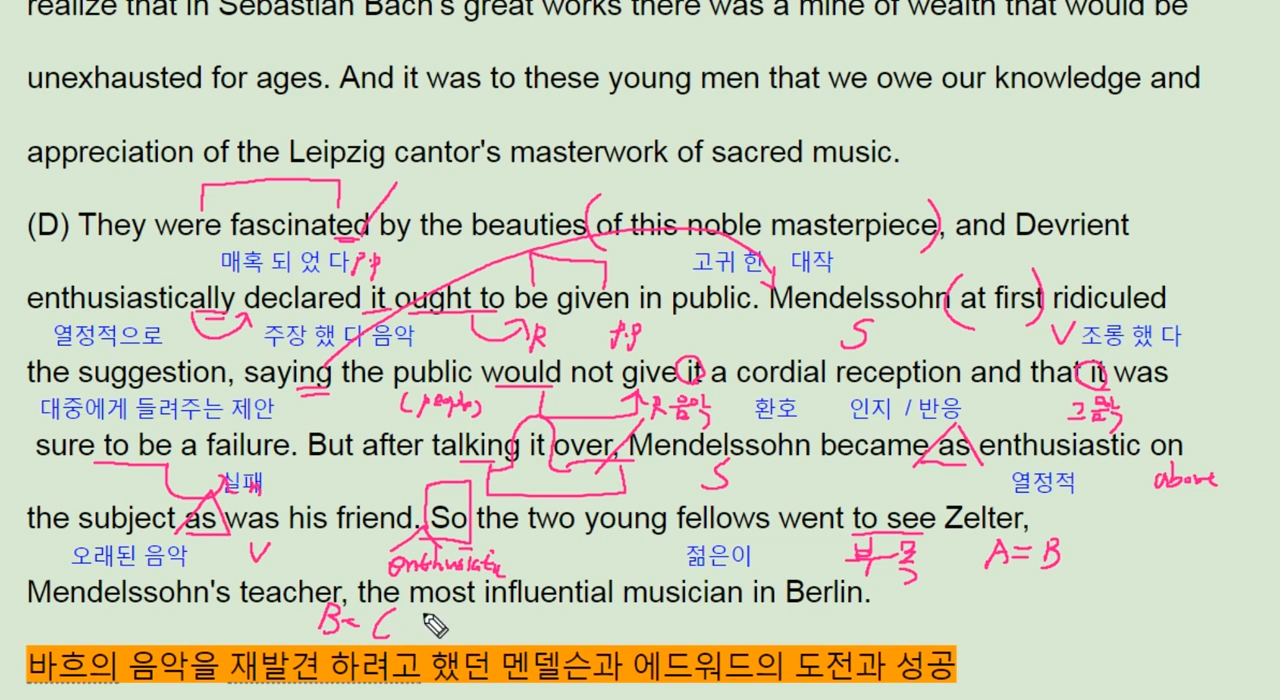 realize that in Sebastian Bach's great works there was a mine of wealth that would be
unexhausted for ages. And it was to these young men that we owe our knowledge and
appreciation of the Leipzig cantor's masterwork of sacred music.
(D) They were fascinated by the beauties of this noble masterpiece, and Devrient
매혹 되 었 다 p.p 고귀 한 대작
enthusiastically declared it ought to be given in public. Mendelssohn at first ridiculed
열정적으로 주장 했 다 음악 R p.p S V 조롱 했 다
the suggestion, saying the public would not give it a cordial reception and that it was
대중에게 들려주는 제안 (people) R 음악 환호 인지 / 반응 그 음악
sure to be a failure. But after talking it over, Mendelssohn became as enthusiastic on
실패 S 열정적 above
the subject as was his friend. So the two young fellows went to see Zelter,
오래된 음악 V 젊은이 부 목 A = B
Mendelssohn's teacher, the most influential musician in Berlin.
B = C
바흐의 음악을 재발견 하려고 했던 멘델슨과 에드워드의 도전과 성공